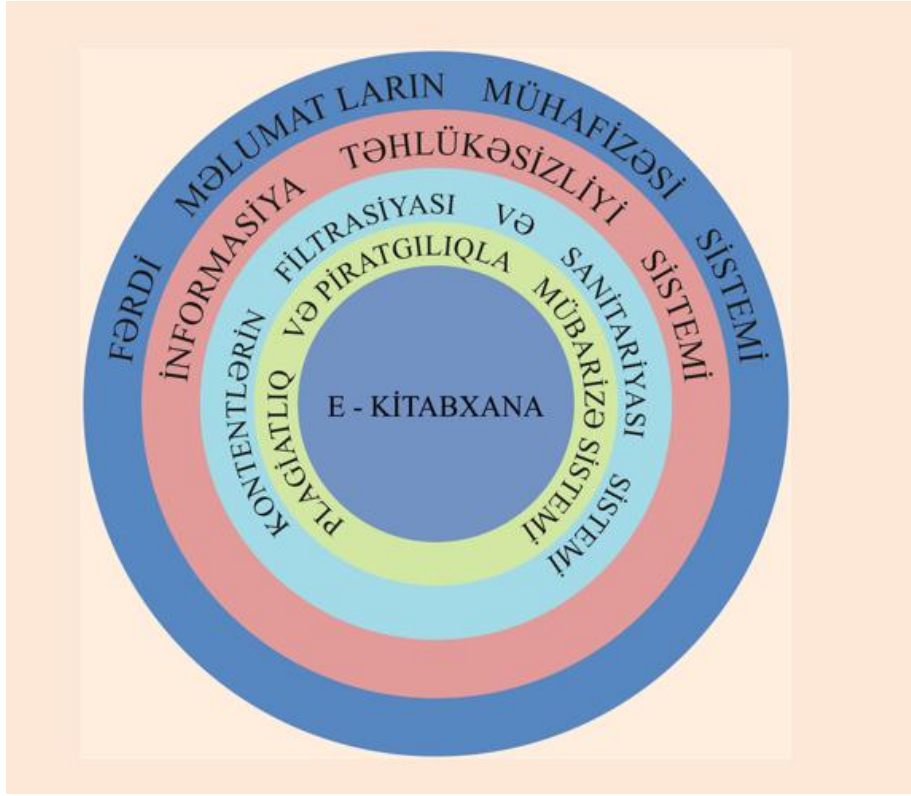 FƏRDİ MƏLUMAT LARIN MÜHAFİZƏSİ SİSTEMİ
İNFORMASİYA TƏHLÜKƏSİZLİYİ SİSTEMİ
KONTENTLƏRİN FİLTRASİYASI VƏ SANİTARİYASI SİSTEMİ
PLAGİATLIQ VƏ PİRATGILIQLA MÜBARİZƏ SİSTEMİ
E - KİTABXANA